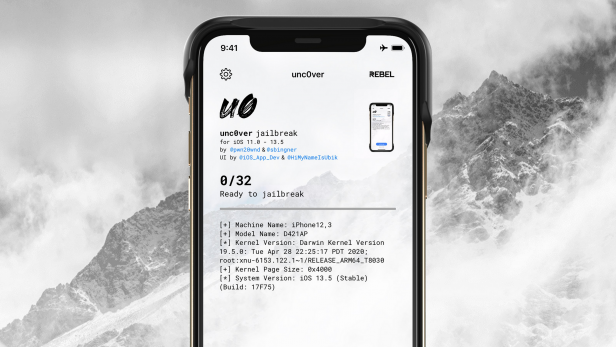 9:41
unc0ver
REBEL
u0
unc0ver jailbreak
for iOS 11.0 - 13.5
by @pwn20wnd & @sbingner
UI by @iOS_App_Dev & @HiMyNameIsUbik
0/32
Ready to jailbreak
[*] Machine Name: iPhone12,3
[*] Model Name: D421AP
[*] Kernel Version: Darwin Kernel Version
19.5.0: Tue Apr 28 22:25:17 PDT 2020;
root:xnu-6153.122.1~1/RELEASE_ARM64_T8030
[*] Kernel Page Size: 0x4000
[*] System Version: iOS 13.5 (Stable)
(Build: 17F75)